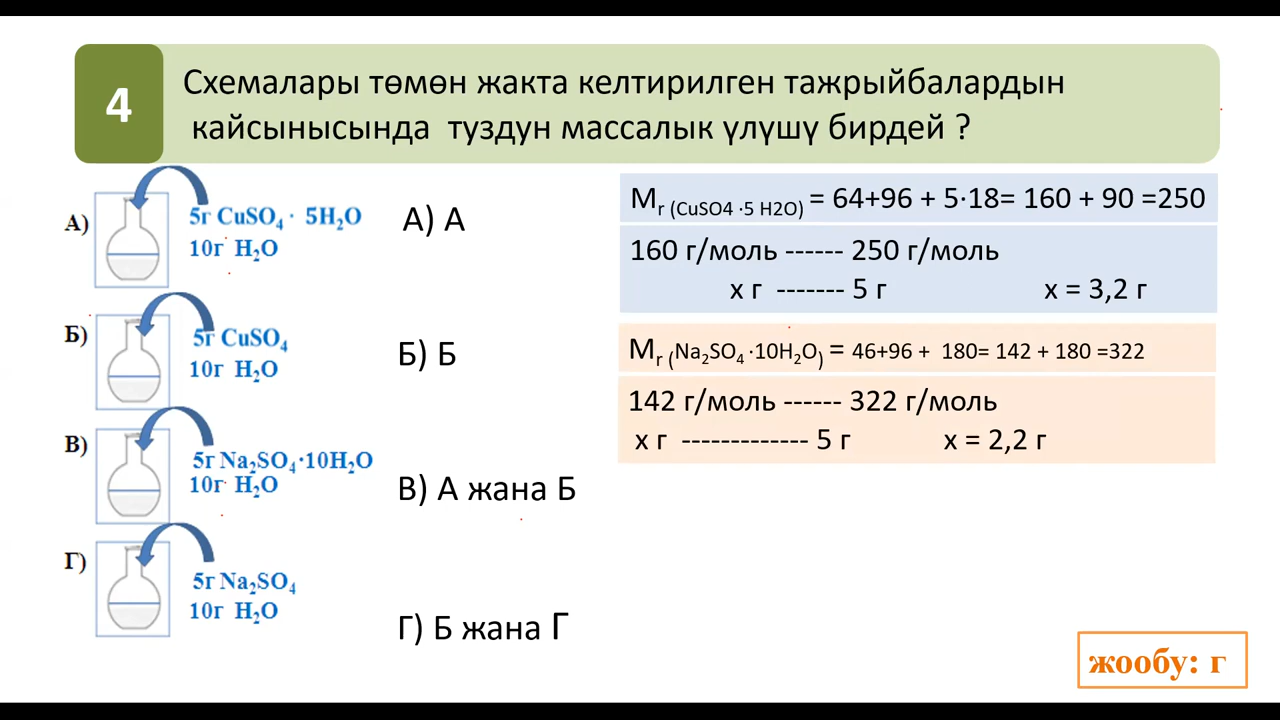 4
Схемалары төмөн жакта келтирилген тажрыйбалардын
кайсынысында туздун массалык үлүшү бирдей ?
А)
5г CuSO₄ · 5H₂O
10г H₂O
Б)
5г CuSO₄
10г H₂O
В)
5г Na₂SO₄·10H₂O
10г H₂O
Г)
5г Na₂SO₄
10г H₂O
А) А
Б) Б
В) А жана Б
Г) Б жана Г
Mr (CuSO4 ·5 H2O) = 64+96 + 5·18= 160 + 90 =250
160 г/моль ------ 250 г/моль
х г ------- 5 г х = 3,2 г
Mr (Na₂SO₄ ·10H₂O) = 46+96 + 180= 142 + 180 =322
142 г/моль ------ 322 г/моль
х г ------------- 5 г х = 2,2 г
жообу: г